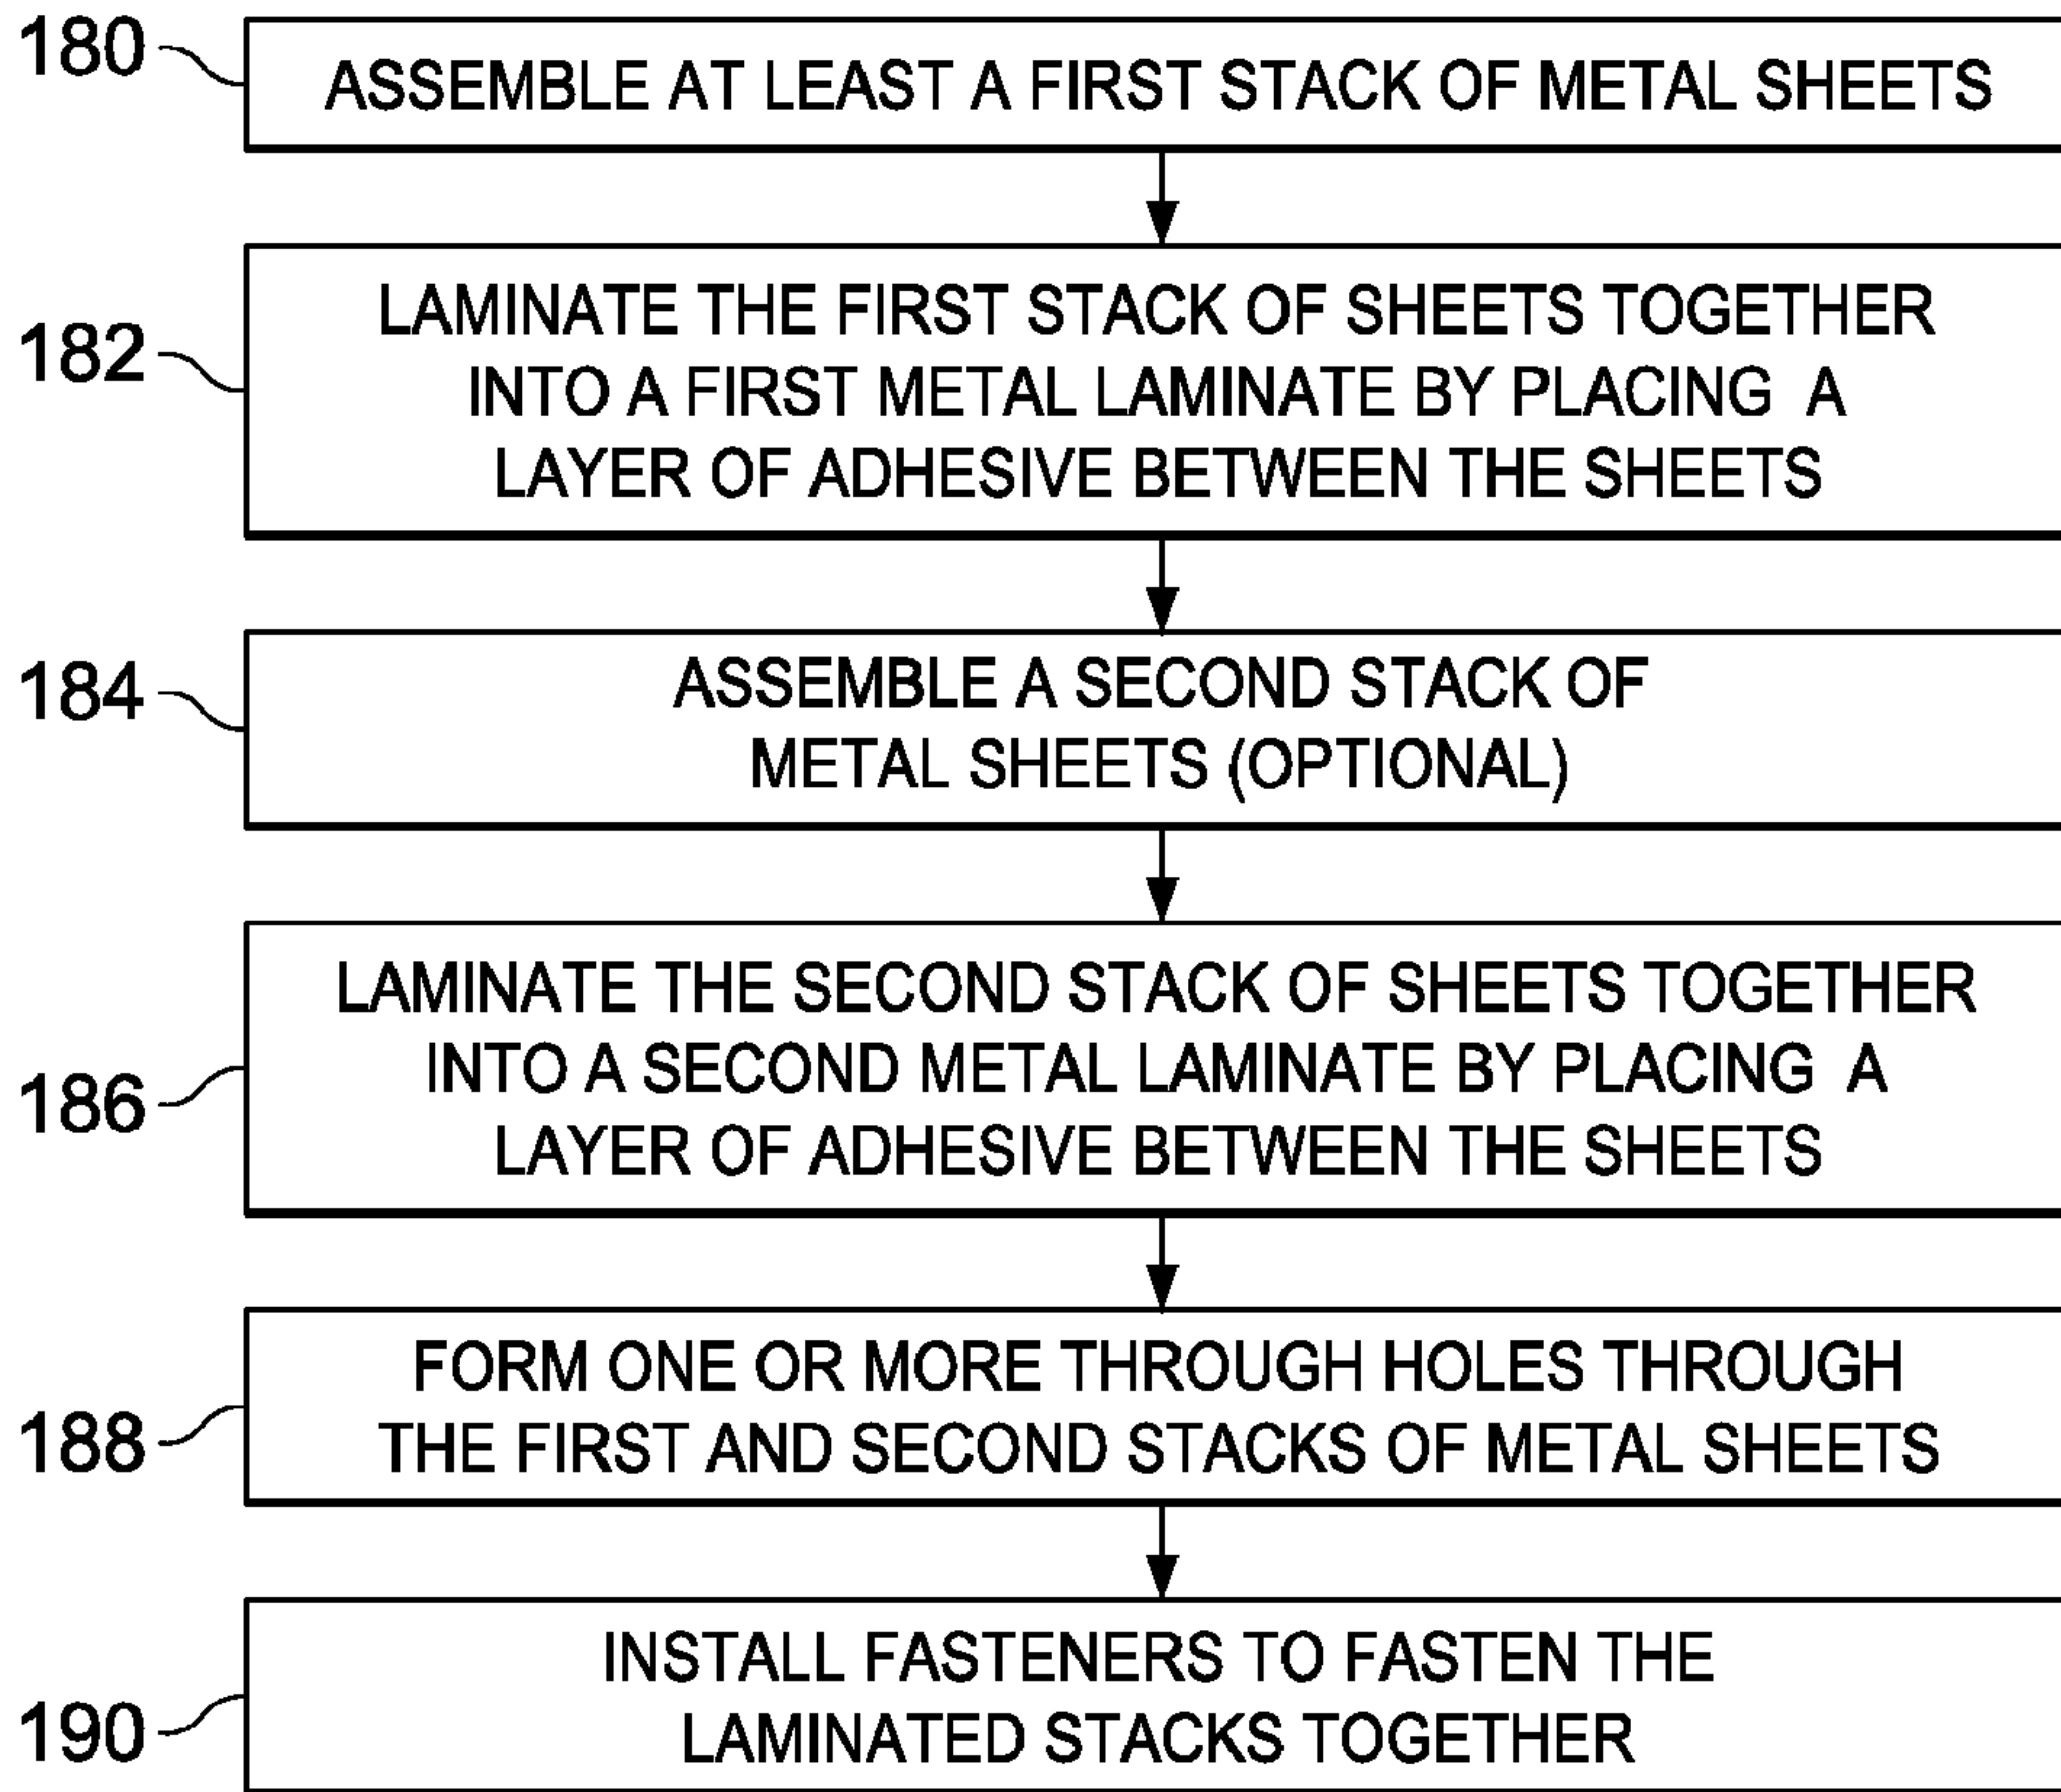 180
ASSEMBLE AT LEAST A FIRST STACK OF METAL SHEETS
182
LAMINATE THE FIRST STACK OF SHEETS TOGETHER
INTO A FIRST METAL LAMINATE BY PLACING A
LAYER OF ADHESIVE BETWEEN THE SHEETS
184
ASSEMBLE A SECOND STACK OF
METAL SHEETS (OPTIONAL)
186
LAMINATE THE SECOND STACK OF SHEETS TOGETHER
INTO A SECOND METAL LAMINATE BY PLACING A
LAYER OF ADHESIVE BETWEEN THE SHEETS
188
FORM ONE OR MORE THROUGH HOLES THROUGH
THE FIRST AND SECOND STACKS OF METAL SHEETS
190
INSTALL FASTENERS TO FASTEN THE
LAMINATED STACKS TOGETHER